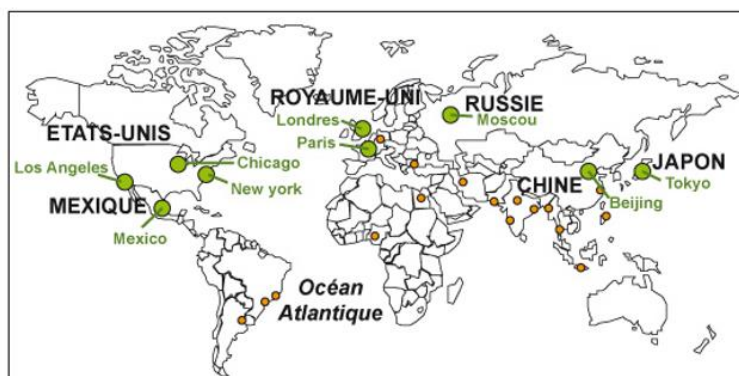 ROYAUME-UNI
RUSSIE
Londres
Moscou
ETATS-UNIS
Paris
Chicago
JAPON
Los Angeles
New york
CHINE
Tokyo
MEXIQUE
Beijing
Mexico
Océan
Atlantique